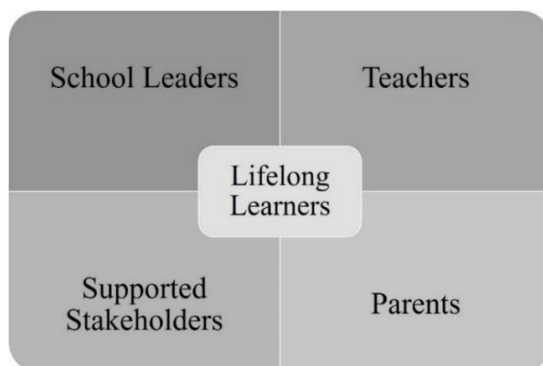 School Leaders
Teachers
Lifelong
Learners
Supported
Stakeholders
Parents